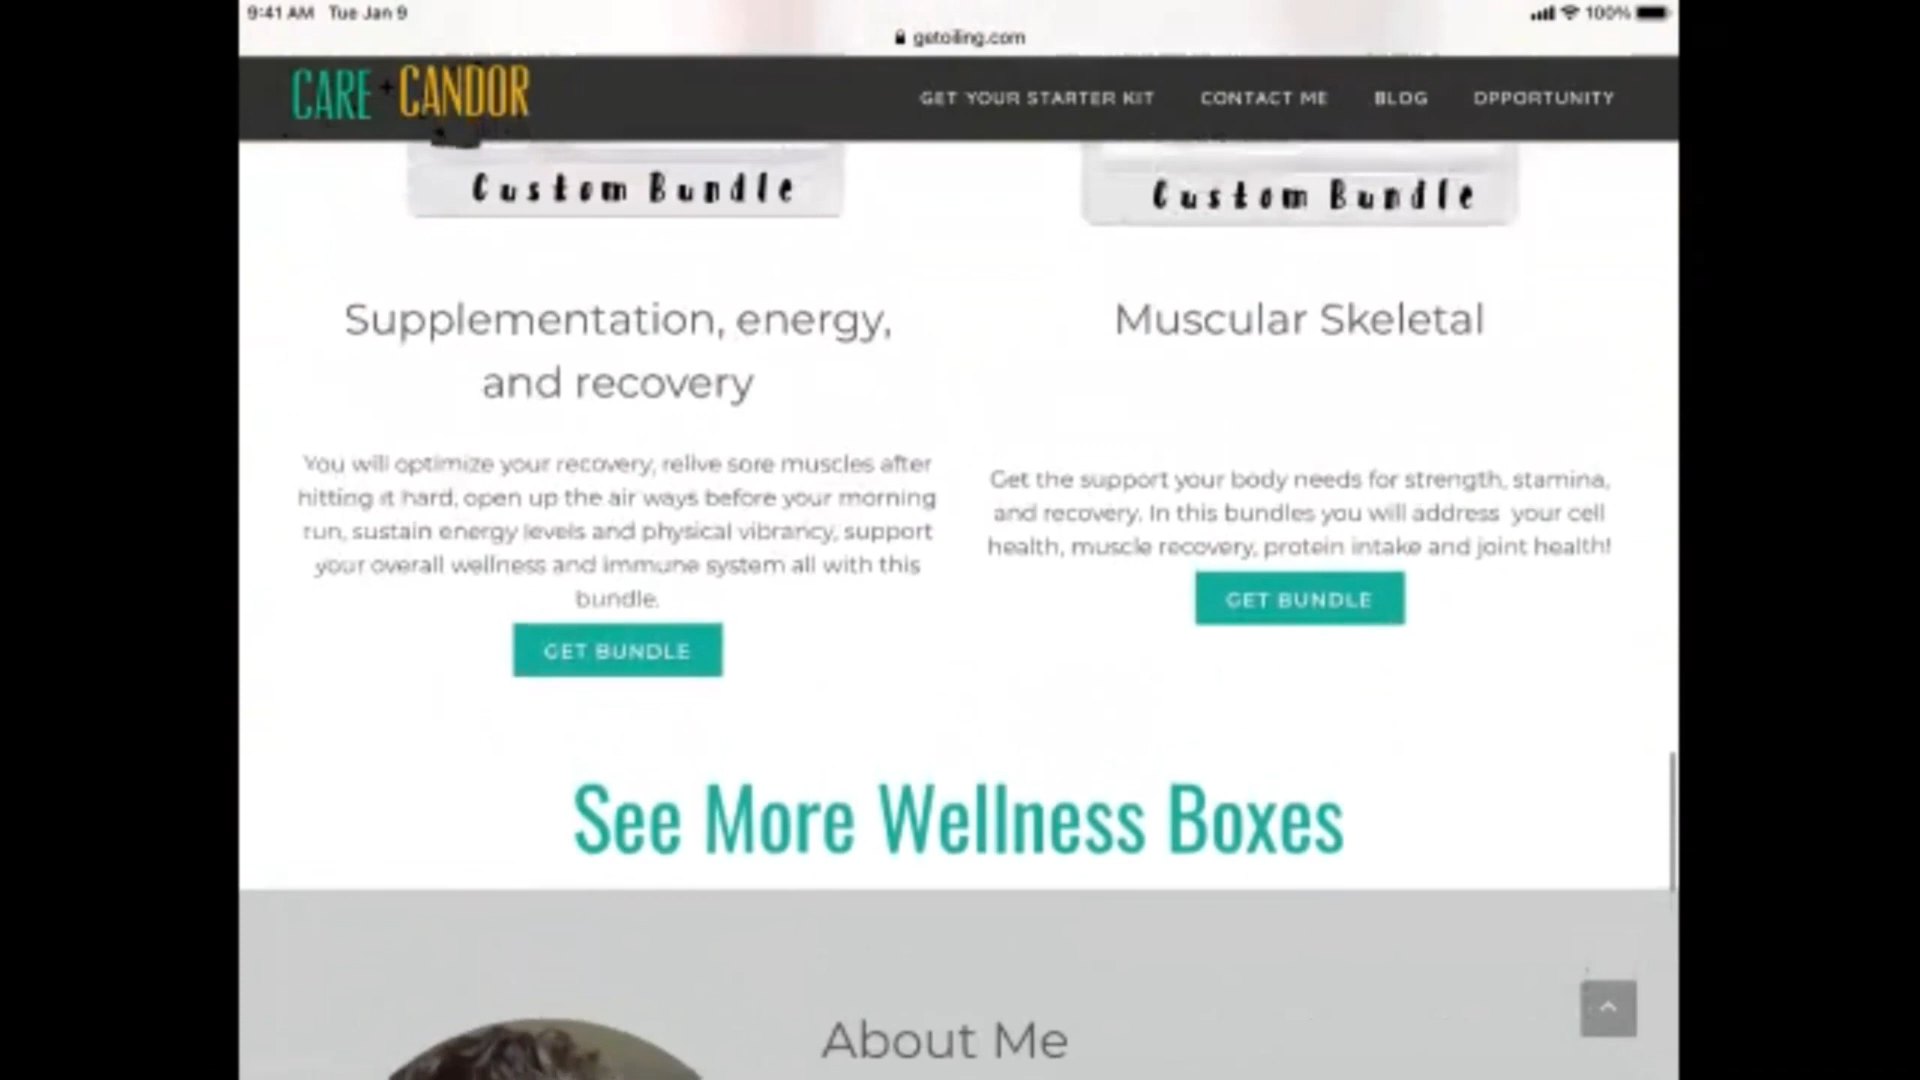 9:41 AM Tue Jan 9
100%
getoiling.com
CARE + CANDOR
GET YOUR STARTER KIT
CONTACT ME
BLOG
OPPORTUNITY
Custom Bundle
Custom Bundle
Supplementation, energy,
and recovery
You will optimize your recovery, relive sore muscles after
hitting it hard, open up the air ways before your morning
run, sustain energy levels and physical vibrancy, support
your overall wellness and immune system all with this
bundle.
GET BUNDLE
Muscular Skeletal
Get the support your body needs for strength, stamina,
and recovery. In this bundles you will address your cell
health, muscle recovery, protein intake and joint health!
GET BUNDLE
See More Wellness Boxes
About Me